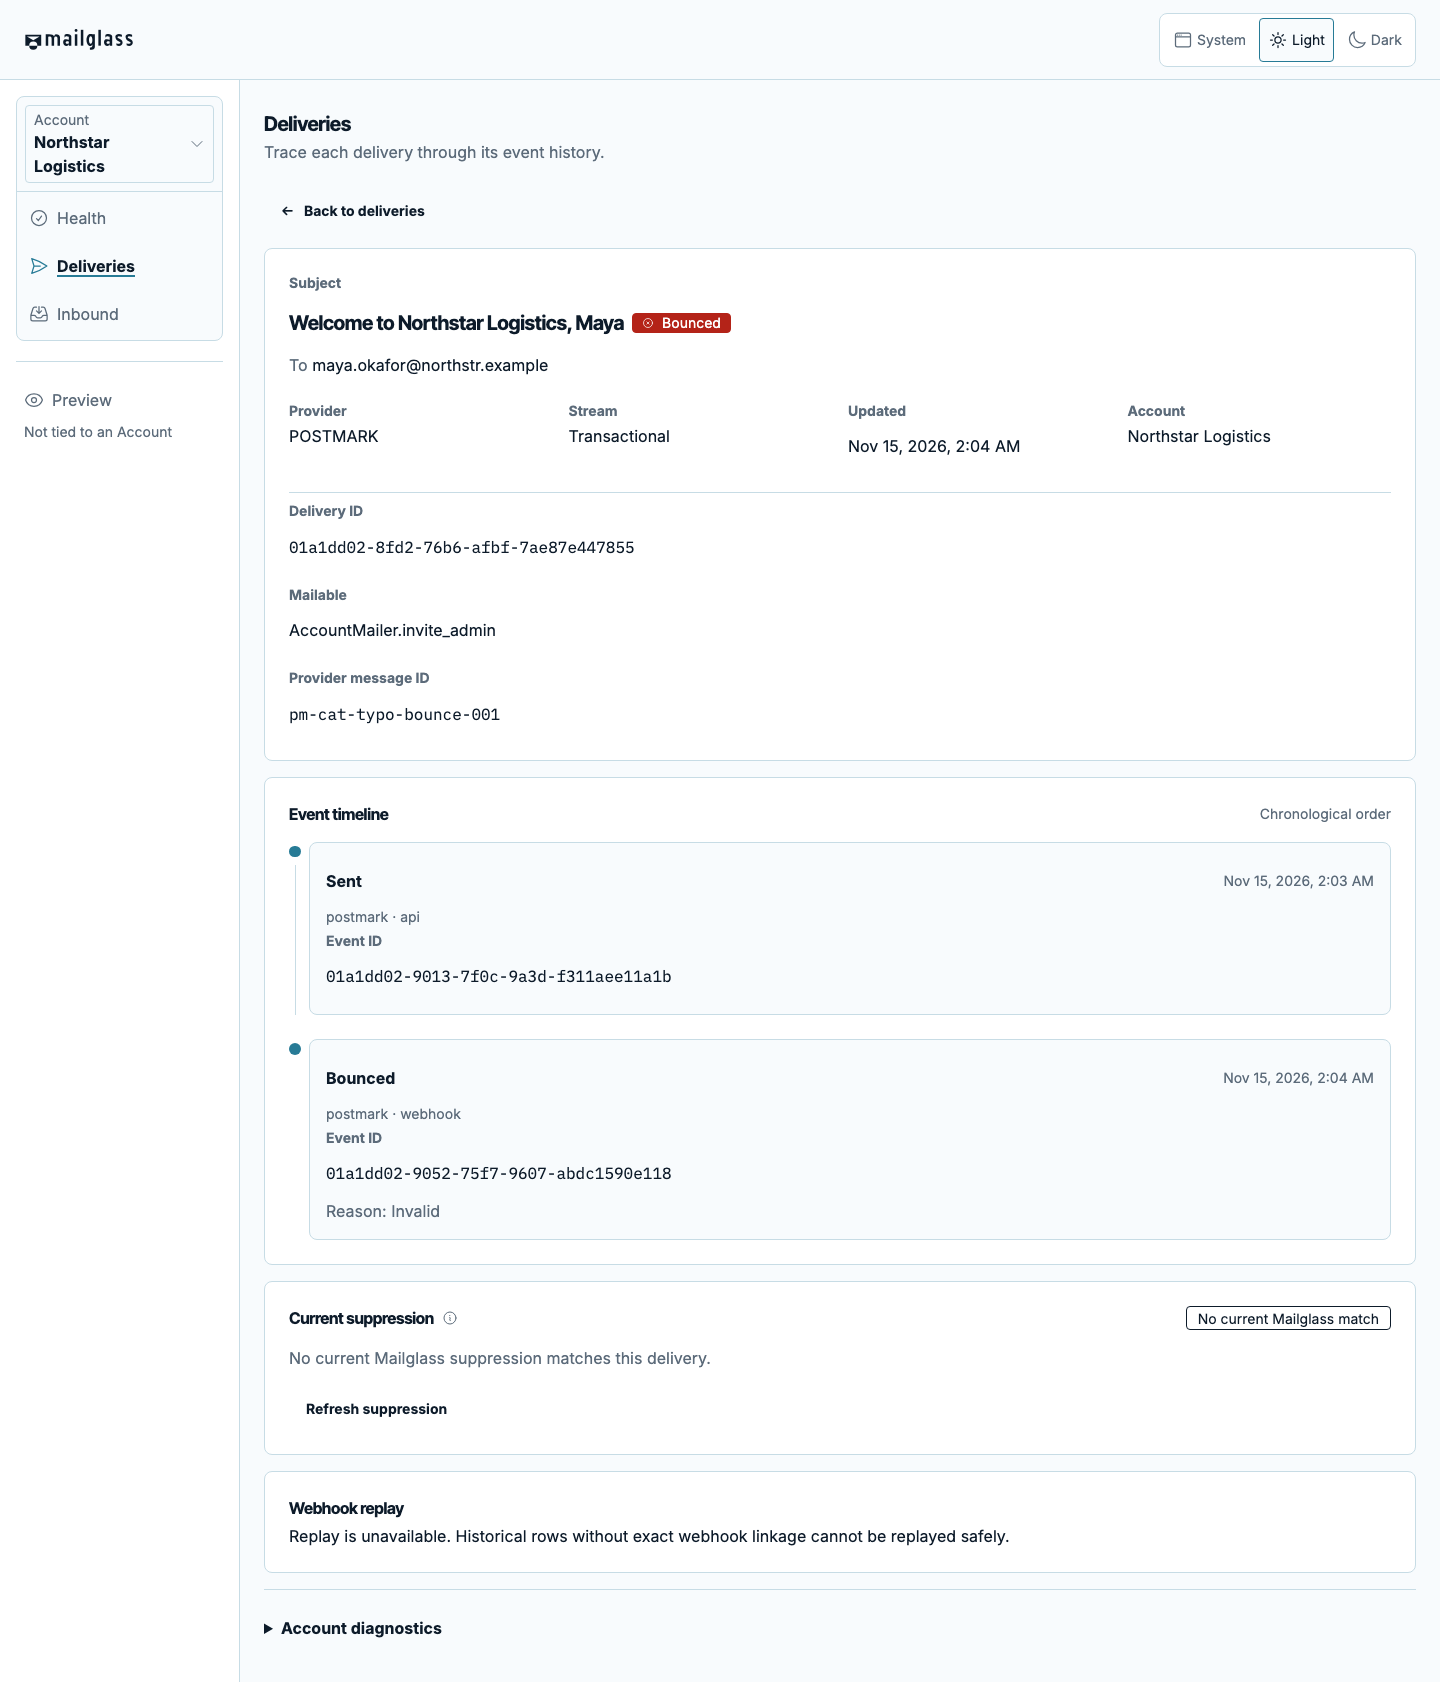 mailglass
System
Light
Dark
Account
Northstar
Logistics
Health
Deliveries
Inbound
Preview
Not tied to an Account
Deliveries
Trace each delivery through its event history.
Back to deliveries
Subject
Welcome to Northstar Logistics, Maya
Bounced
To maya.okafor@northstr.example
Provider
POSTMARK
Stream
Transactional
Updated
Nov 15, 2026, 2:04 AM
Account
Northstar Logistics
Delivery ID
01a1dd02-8fd2-76b6-afbf-7ae87e447855
Mailable
AccountMailer.invite_admin
Provider message ID
pm-cat-typo-bounce-001
Event timeline
Chronological order
Sent
Nov 15, 2026, 2:03 AM
postmark · api
Event ID
01a1dd02-9013-7f0c-9a3d-f311aee11a1b
Bounced
Nov 15, 2026, 2:04 AM
postmark · webhook
Event ID
01a1dd02-9052-75f7-9607-abdc1590e118
Reason: Invalid
Current suppression
No current Mailglass match
No current Mailglass suppression matches this delivery.
Refresh suppression
Webhook replay
Replay is unavailable. Historical rows without exact webhook linkage cannot be replayed safely.
Account diagnostics